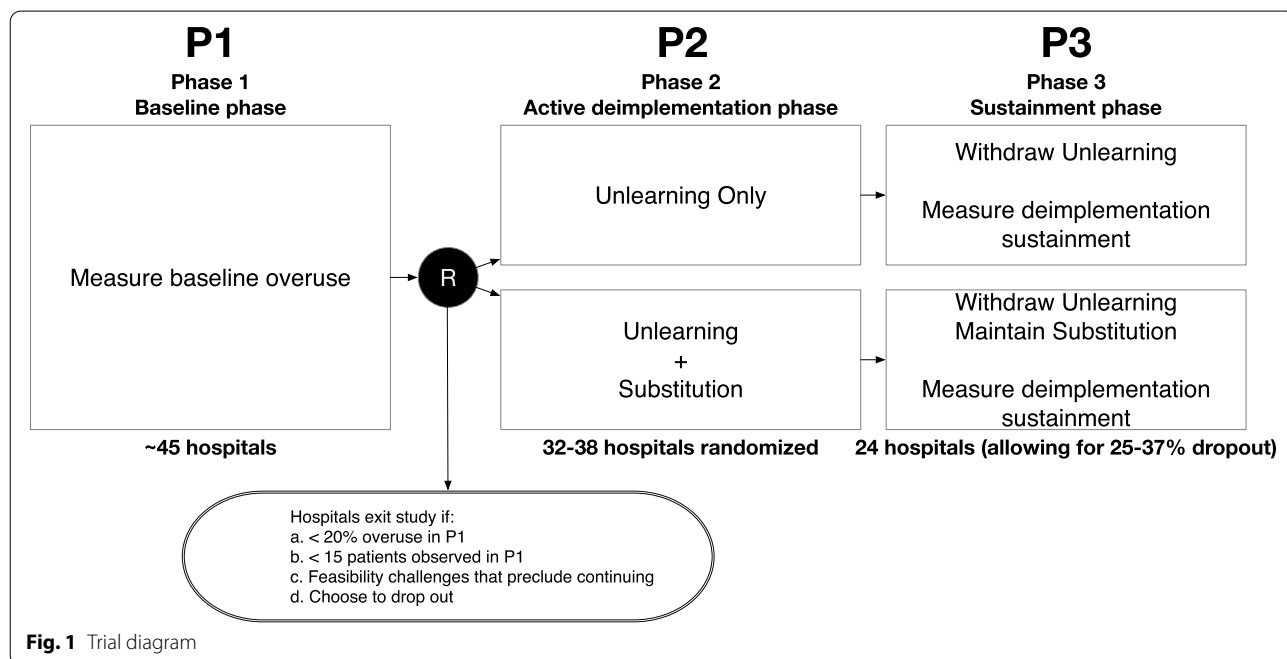 P1
Phase 1
Baseline phase
Measure baseline overuse
~45 hospitals
R
P2
Phase 2
Active deimplementation phase
Unlearning Only
Unlearning
+
Substitution
32-38 hospitals randomized
P3
Phase 3
Sustainment phase
Withdraw Unlearning
Measure deimplementation
sustainment
Withdraw Unlearning
Maintain Substitution
Measure deimplementation
sustainment
24 hospitals (allowing for 25-37% dropout)
Hospitals exit study if:
a. < 20% overuse in P1
b. < 15 patients observed in P1
c. Feasibility challenges that preclude continuing
d. Choose to drop out
Fig. 1 Trial diagram